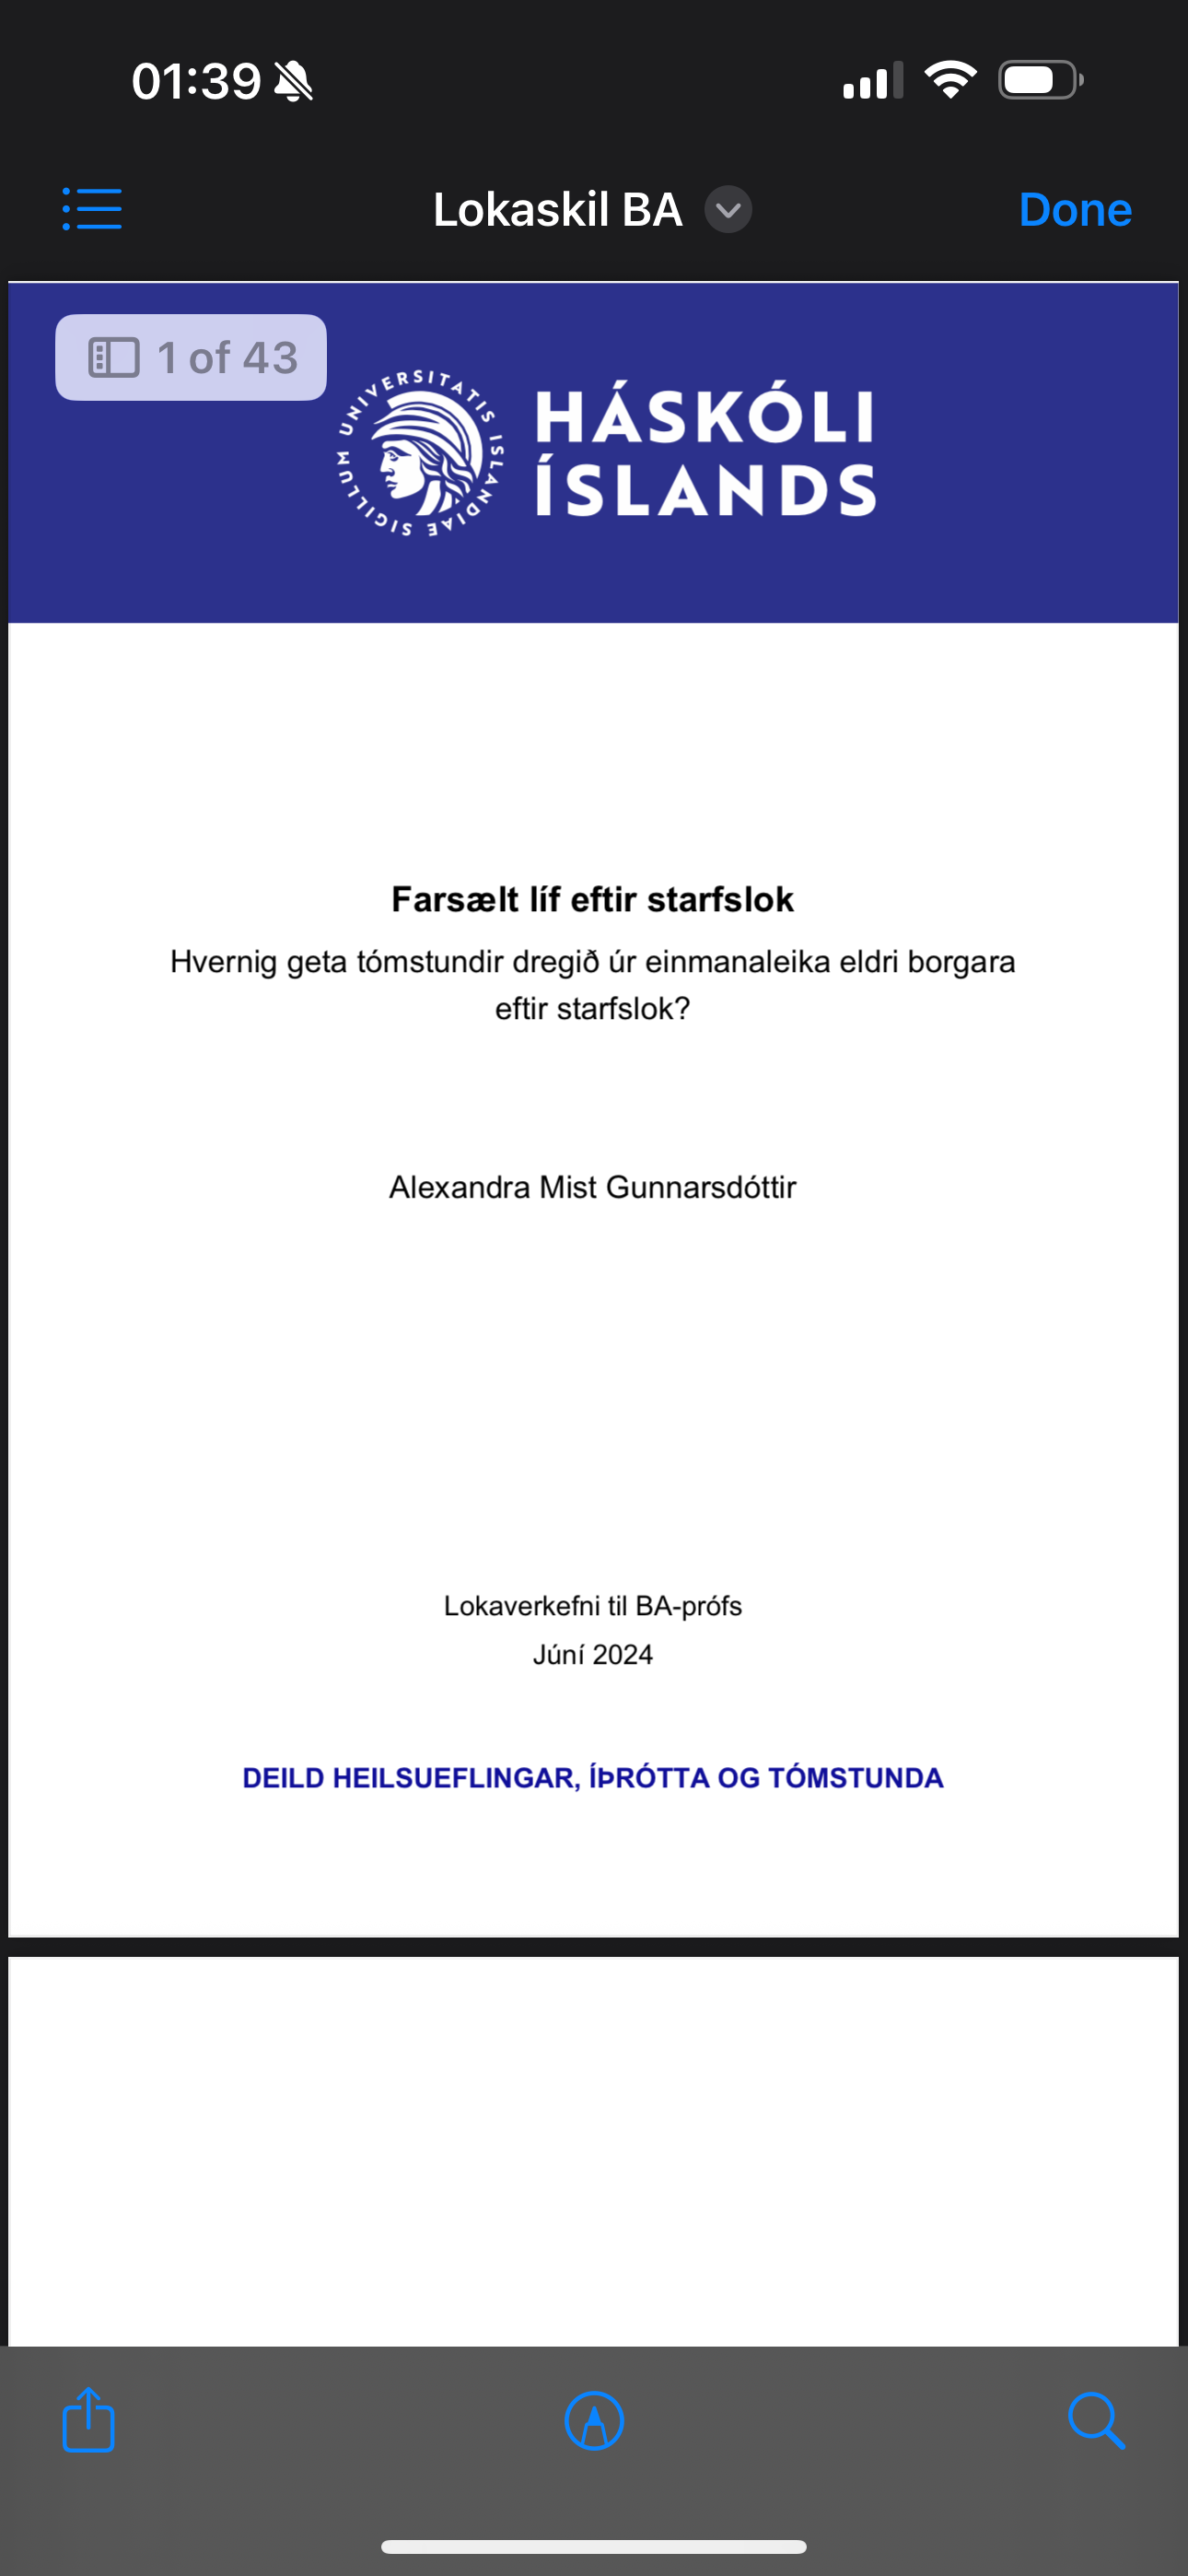 01:39
Lokaskil BA
Done
1 of 43
UNIVERSITATIS ISLANDIAE SIGILLUM
HÁSKÓLI
ÍSLANDS
Farsælt líf eftir starfslok
Hvernig geta tómstundir dregið úr einmanaleika eldri borgara
eftir starfslok?
Alexandra Mist Gunnarsdóttir
Lokaverkefni til BA-prófs
Júní 2024
DEILD HEILSUEFLINGAR, ÍÞRÓTTA OG TÓMSTUNDA